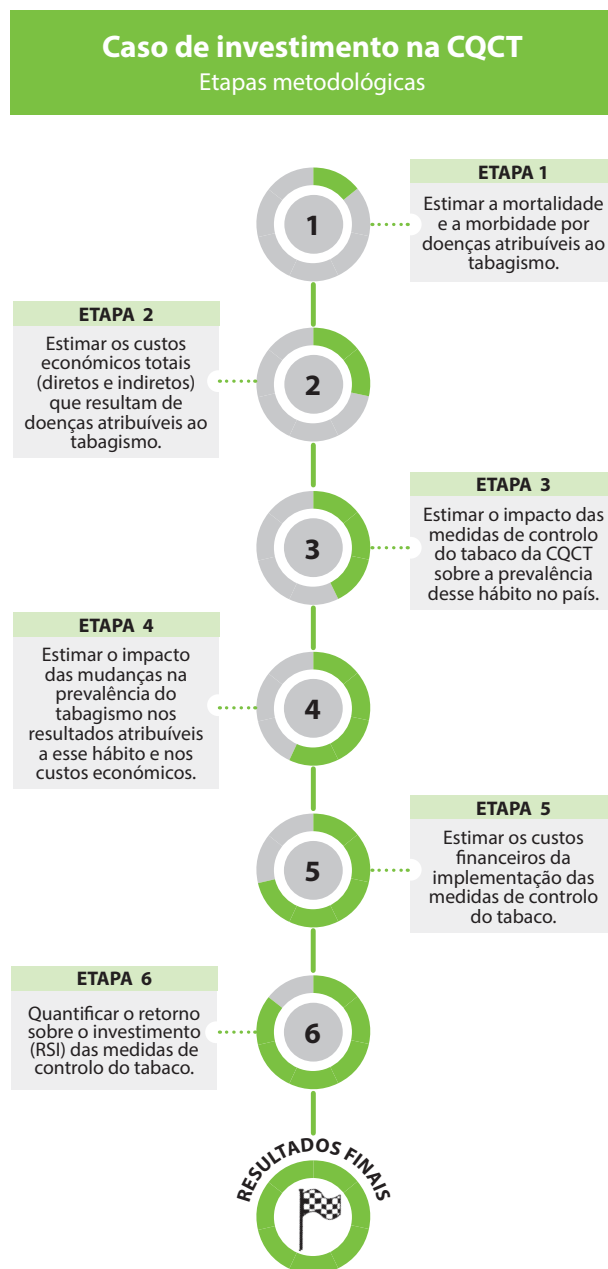 Caso de investimento na CQCT
Etapas metodológicas
1
ETAPA 1
Estimar a mortalidade
e a morbidade por
doenças atribuíveis ao
tabagismo.
ETAPA 2
Estimar os custos
económicos totais
(diretos e indiretos)
que resultam de
doenças atribuíveis ao
tabagismo.
2
3
ETAPA 3
Estimar o impacto das
medidas de controlo
do tabaco da CQCT
sobre a prevalência
desse hábito no país.
ETAPA 4
Estimar o impacto
das mudanças na
prevalência do
tabagismo nos
resultados atribuíveis
a esse hábito e nos
custos económicos.
4
5
ETAPA 5
Estimar os custos
financeiros da
implementação das
medidas de controlo
do tabaco.
ETAPA 6
Quantificar o retorno
sobre o investimento
(RSI) das medidas de
controlo do tabaco.
6
RESULTADOS FINAIS